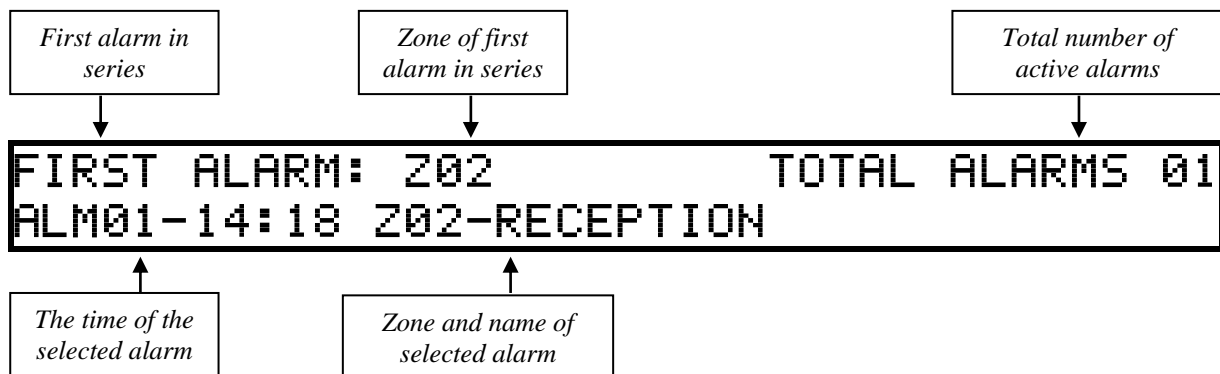 First alarm in
series
Zone of first
alarm in series
Total number of
active alarms
FIRST ALARM: Z02 TOTAL ALARMS 01
ALM01-14:18 Z02-RECEPTION
The time of the
selected alarm
Zone and name of
selected alarm